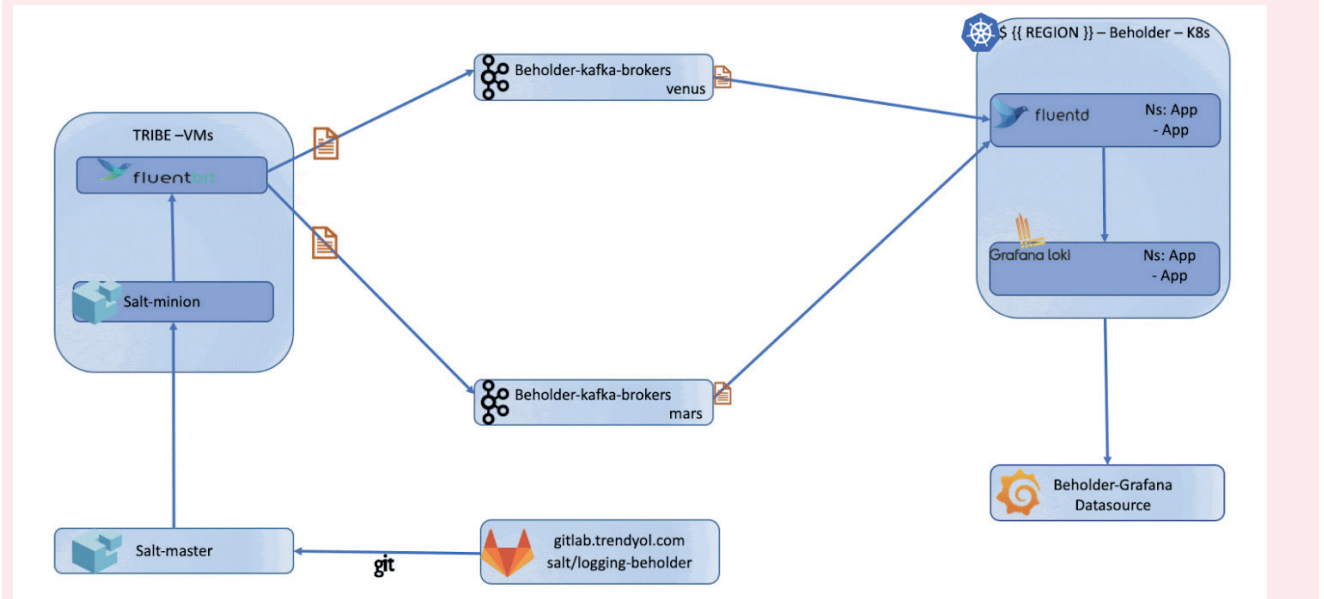 $ {{ REGION }} – Beholder – K8s
Beholder-kafka-brokers
venus
fluentd
Ns: App
- App
TRIBE –VMs
fluentbit
Grafana loki
Ns: App
- App
Salt-minion
Beholder-kafka-brokers
mars
Beholder-Grafana
Datasource
Salt-master
git
gitlab.trendyol.com
salt/logging-beholder